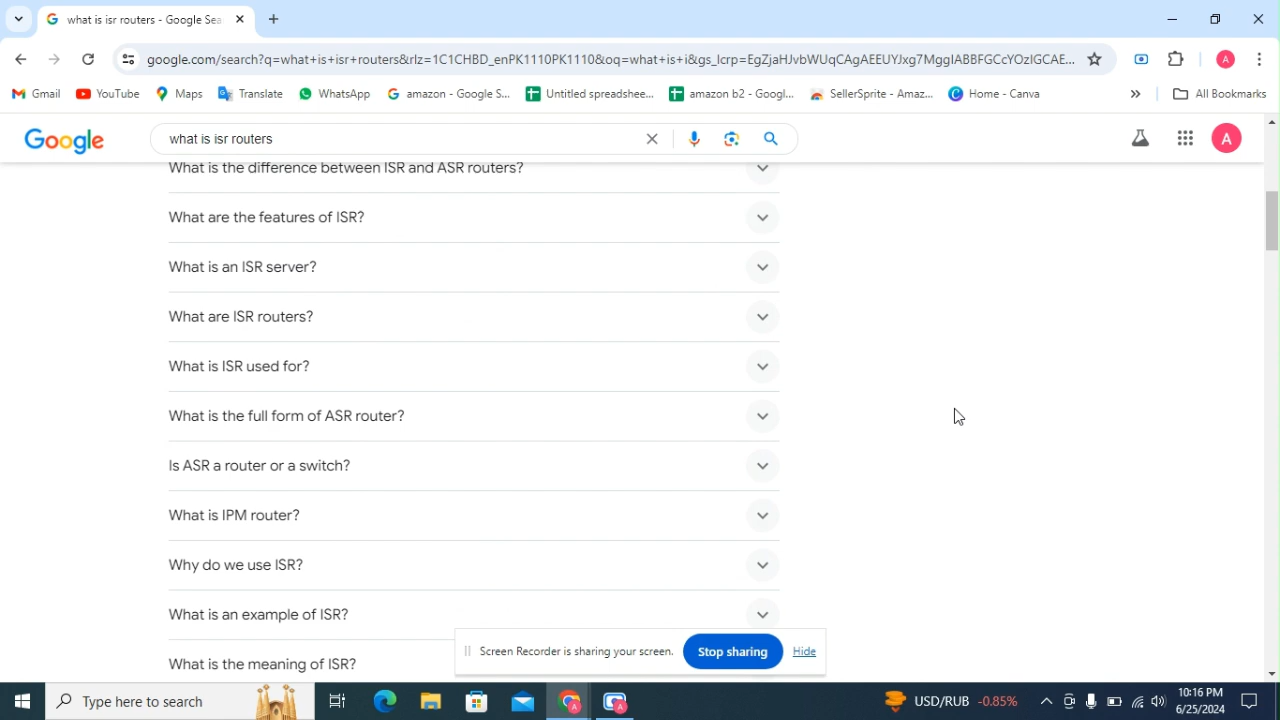 what is isr routers - Google Sea
google.com/search?q=what+is+isr+routers&rlz=1C1CHBD_enPK1110PK1110&oq=what+is+i&gs_lcrp=EgZjaHJvbWUqCAgAEEUYJxg7MggIABBFGCcYOzIGCAE...
Gmail YouTube Maps Translate WhatsApp amazon - Google S... Untitled spreadshee... amazon b2 - Googl... SellerSprite - Amaz... Home - Canva » All Bookmarks
Google what is isr routers A
What is the difference between ISR and ASR routers?
What are the features of ISR?
What is an ISR server?
What are ISR routers?
What is ISR used for?
What is the full form of ASR router?
Is ASR a router or a switch?
What is IPM router?
Why do we use ISR?
What is an example of ISR?
Screen Recorder is sharing your screen. Stop sharing Hide
What is the meaning of ISR?
Type here to search USD/RUB -0.85% 10:16 PM
6/25/2024